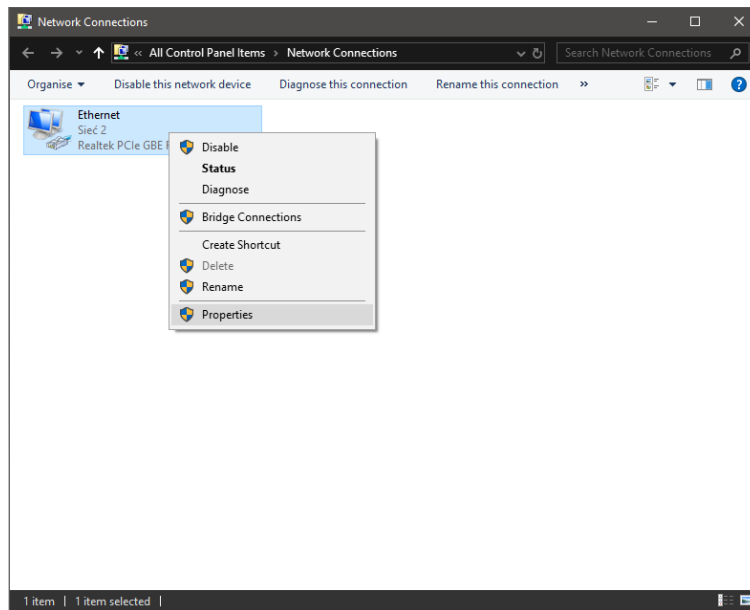 Network Connections
All Control Panel Items > Network Connections
Search Network Connections
Organise
Disable this network device
Diagnose this connection
Rename this connection
»
Ethernet
Sieć 2
Realtek PCIe GBE
Disable
Status
Diagnose
Bridge Connections
Create Shortcut
Delete
Rename
Properties
1 item | 1 item selected |